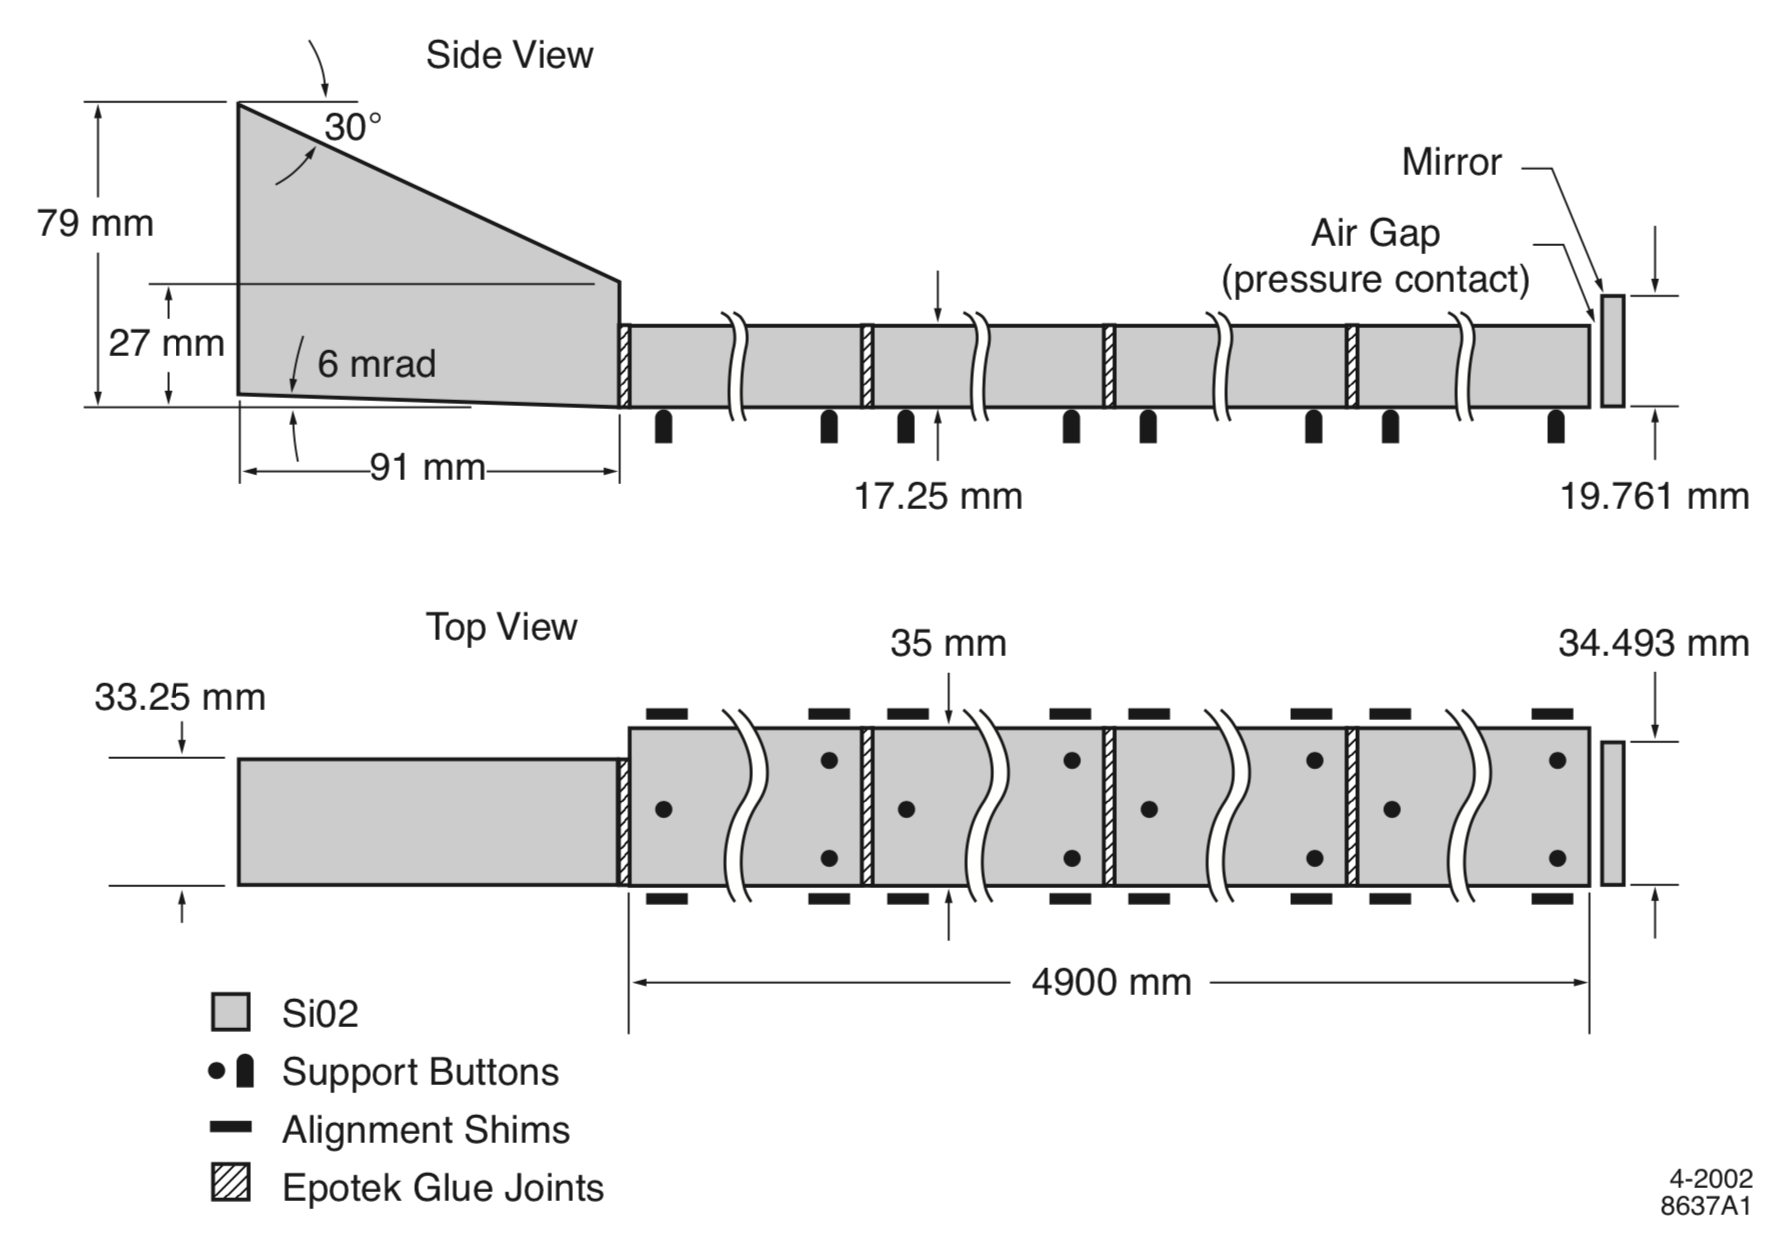 Side View
30°
Mirror
79 mm
Air Gap
(pressure contact)
27 mm
6 mrad
91 mm
17.25 mm
19.761 mm
Top View
35 mm
34.493 mm
33.25 mm
4900 mm
Si02
Support Buttons
Alignment Shims
Epotek Glue Joints
4-2002
8637A1